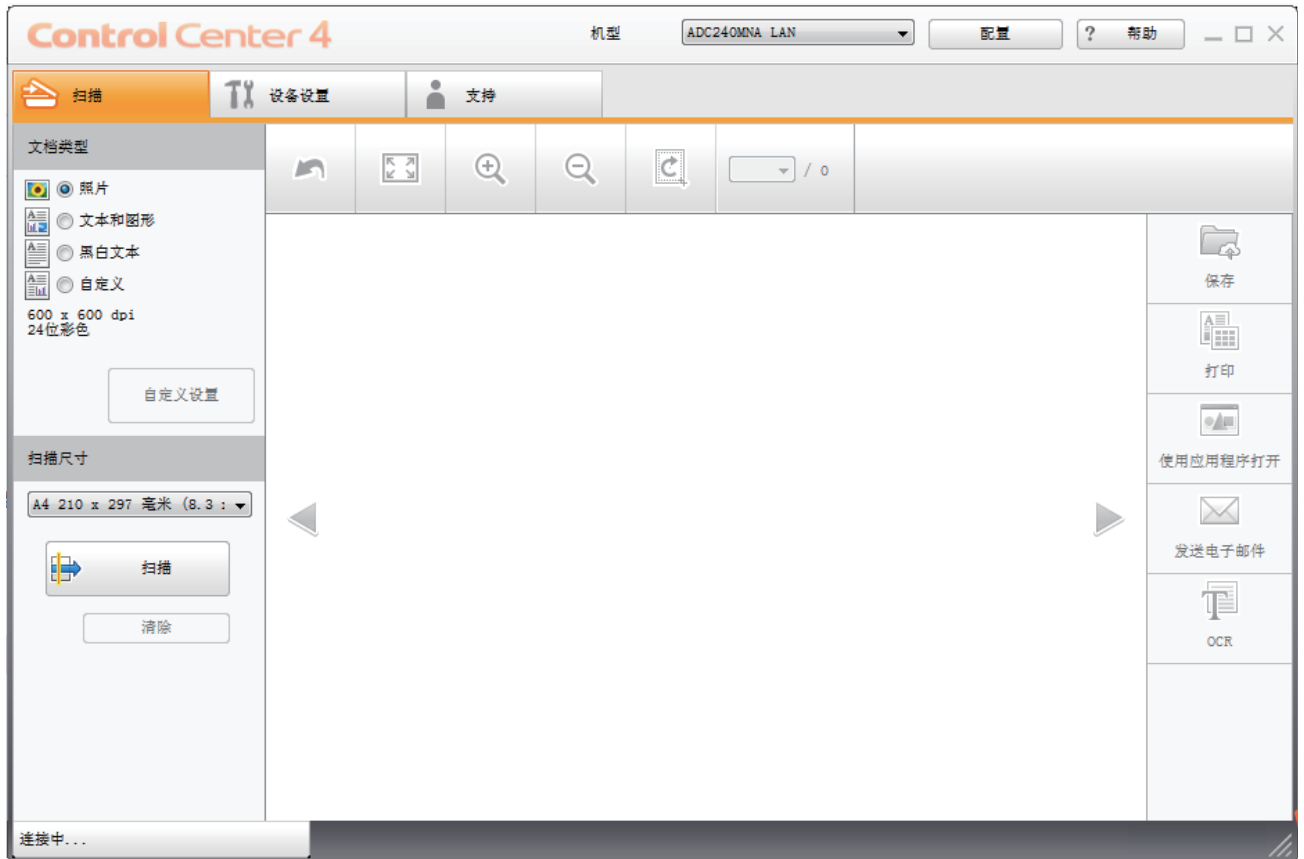 Control Center 4
机型
ADC240MNA LAN
配置
? 帮助
扫描
设备设置
支持
文档类型
照片
文本和图形
黑白文本
自定义
600 x 600 dpi
24位彩色
自定义设置
扫描尺寸
A4 210 x 297 毫米 (8.3 :
扫描
清除
/ 0
保存
打印
使用应用程序打开
发送电子邮件
OCR
连接中...